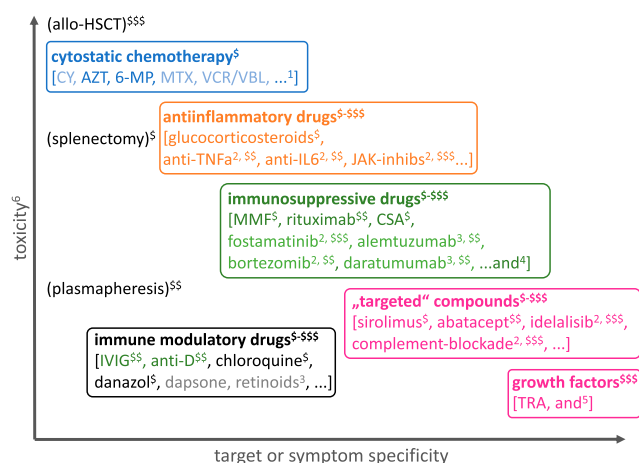 (allo-HSCT)$$$
cytostatic chemotherapy$
[CY, AZT, 6-MP, MTX, VCR/VBL, ...1]
antiinflammatory drugs$-$$$
(splenectomy)$
[glucocorticosteroids$,
anti-TNFa2, $$, anti-IL62, $$, JAK-inhibs2, $$$...]
immunosuppressive drugs$-$$$
[MMF$, rituximab$$, CSA$,
fostamatinib2, $$$, alemtuzumab3, $$,
bortezomib2, $$, daratumumab3, $$, ...and4]
toxicity6
(plasmapheresis)$$
„targeted“ compounds$-$$$
[sirolimus$, abatacept$$, idelalisib2, $$$,
complement-blockade2, $$$, ...]
immune modulatory drugs$-$$$
[IVIG$$, anti-D$$, chloroquine$,
danazol$, dapsone, retinoids3, ...]
growth factors$$$
[TRA, and5]
target or symptom specificity